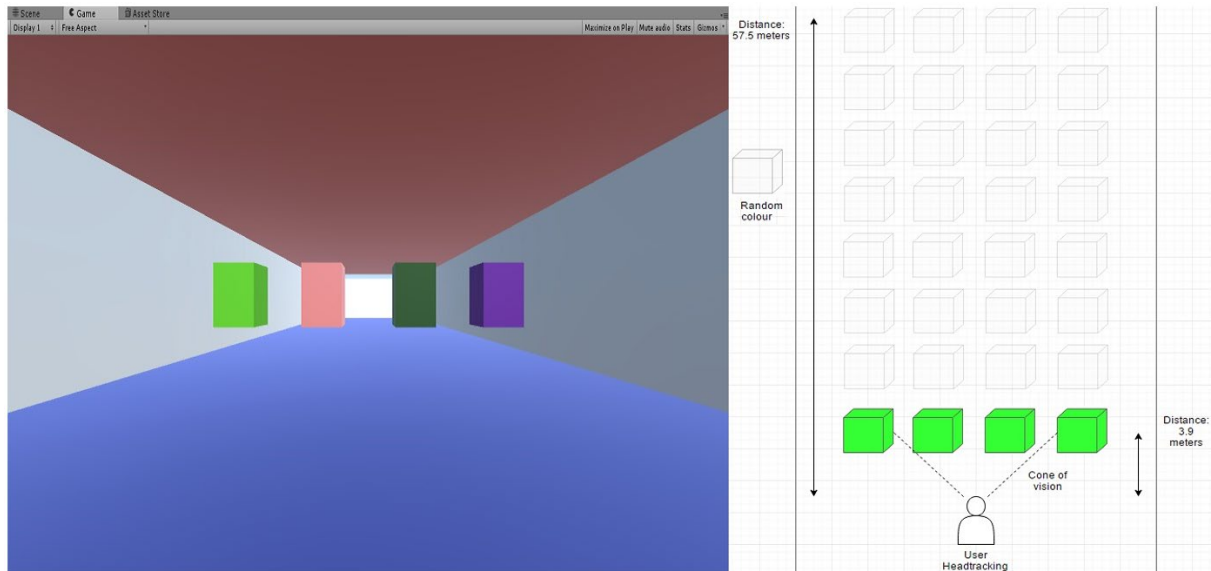 Scene Game Asset Store
Display 1 Free Aspect Maximize on Play Mute audio Stats Gizmos
Distance:
57.5 meters
Random
colour
Distance:
3.9
meters
Cone of
vision
User
Headtracking